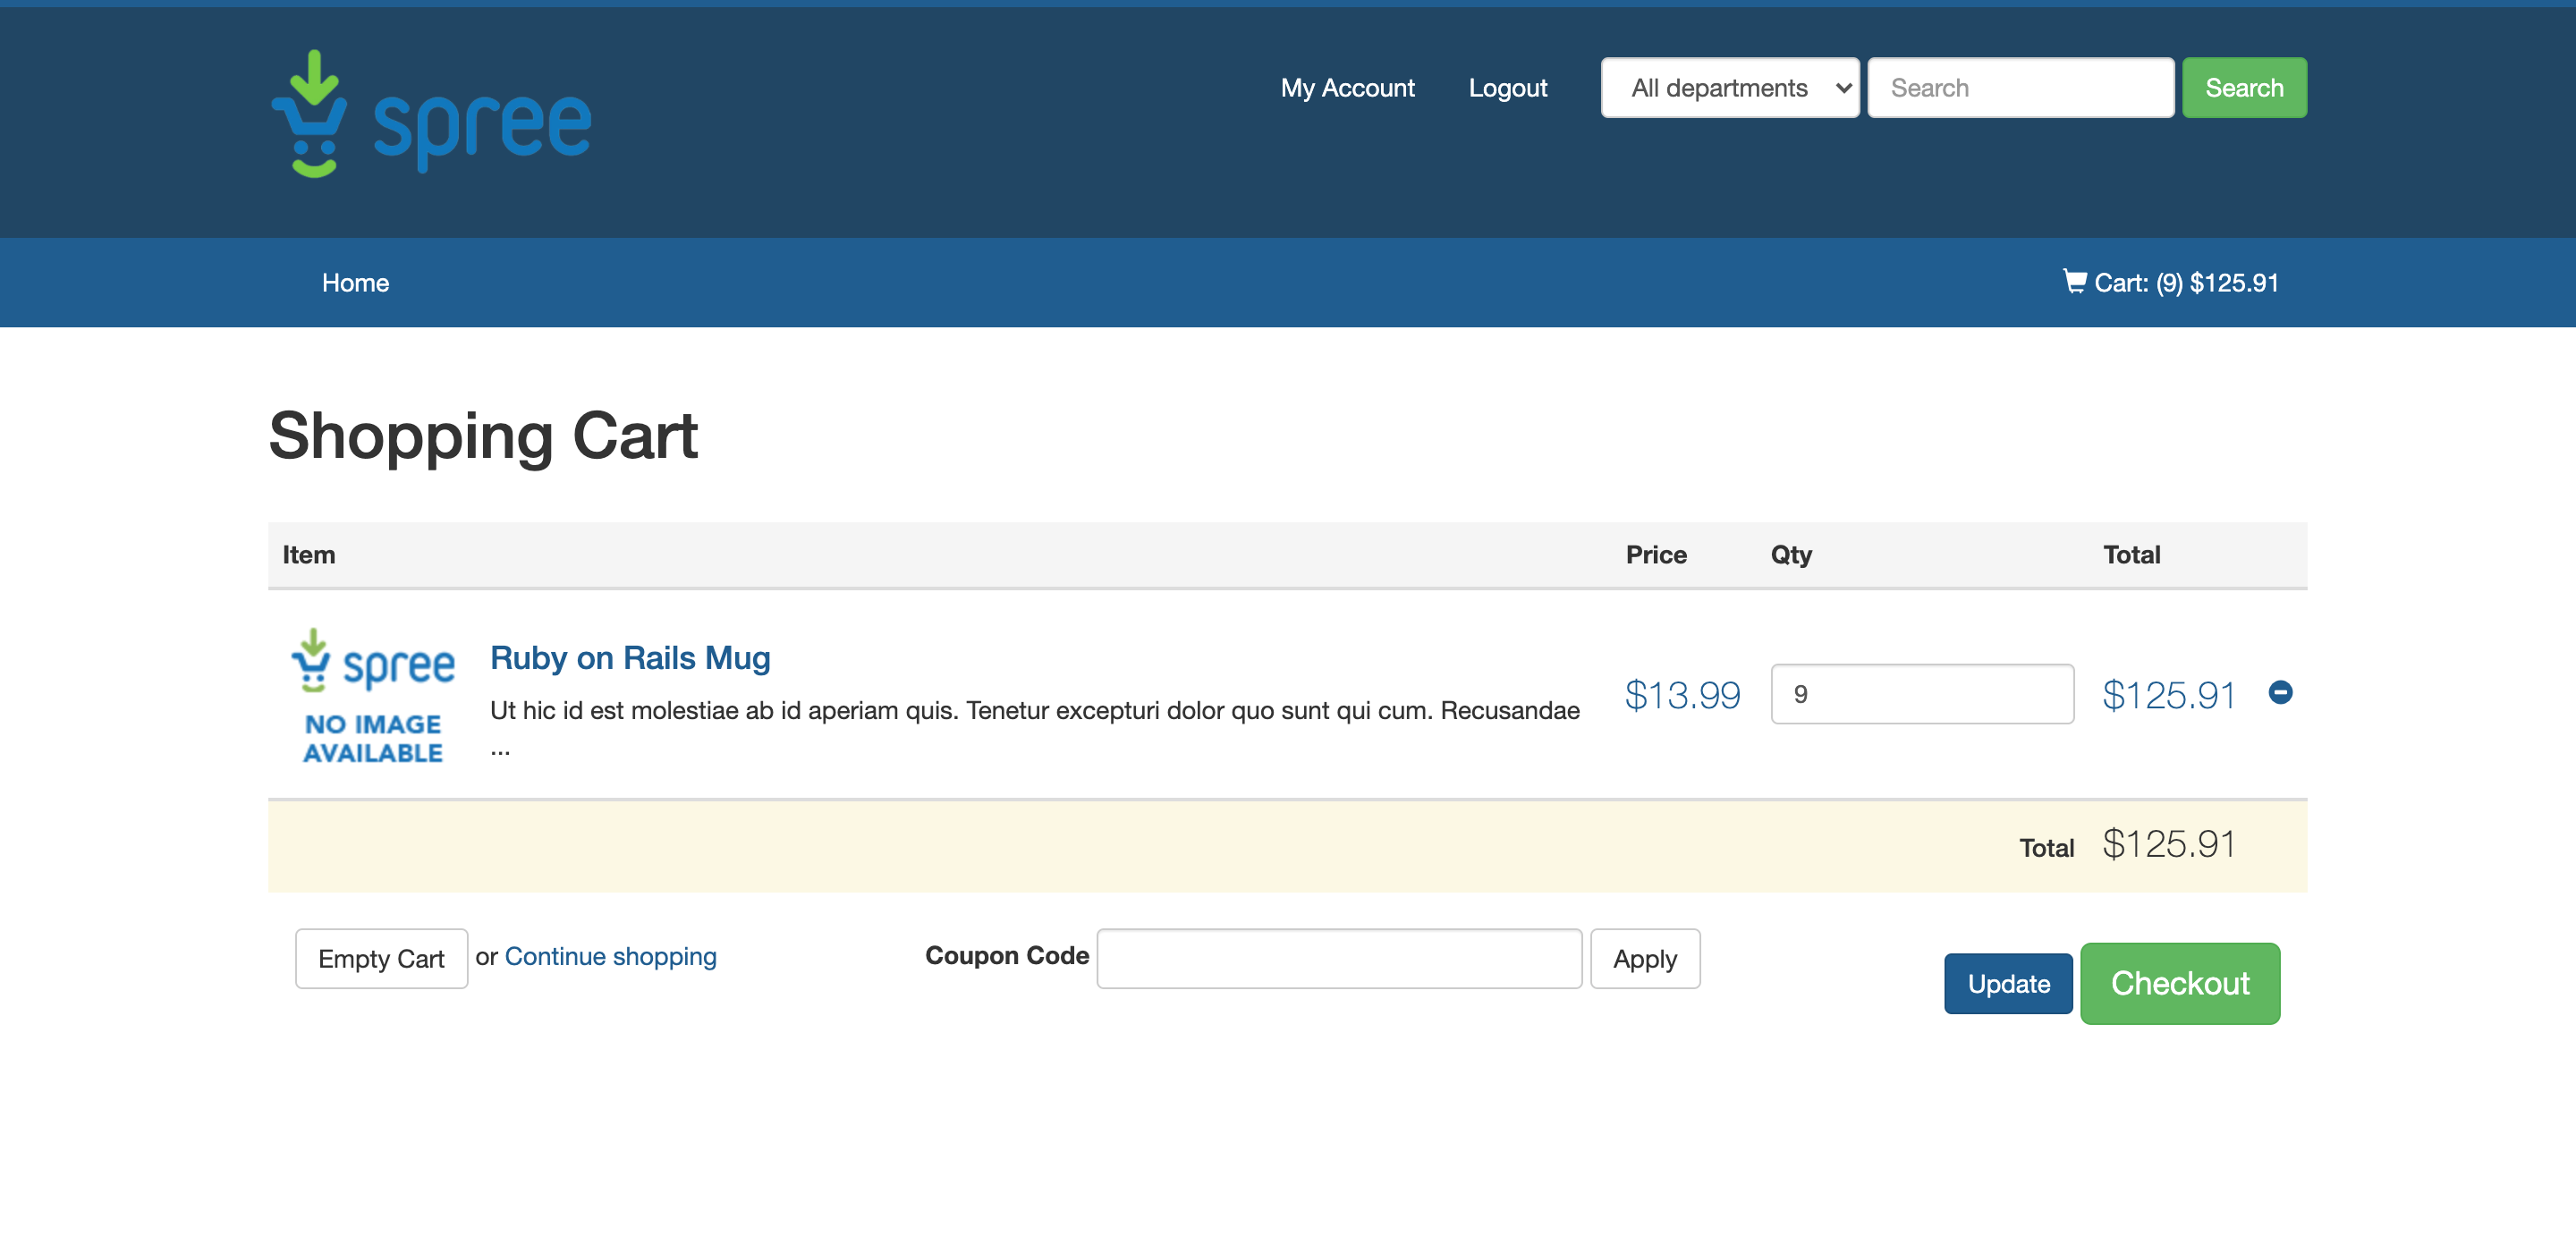 spree
My Account Logout All departments Search Search
Home Cart: (9) $125.91
Shopping Cart
Item Price Qty Total
spree
NO IMAGE
AVAILABLE
Ruby on Rails Mug
Ut hic id est molestiae ab id aperiam quis. Tenetur excepturi dolor quo sunt qui cum. Recusandae
...
$13.99 9 $125.91
Total $125.91
Empty Cart or Continue shopping Coupon Code Apply Update Checkout